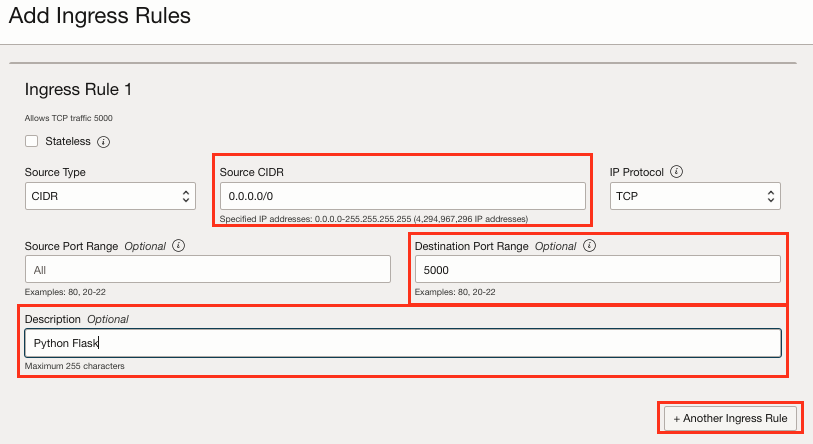 Add Ingress Rules
Ingress Rule 1
Allows TCP traffic 5000
Stateless
Source Type
Source CIDR
IP Protocol
CIDR
0.0.0.0/0
TCP
Specified IP addresses: 0.0.0.0-255.255.255.255 (4,294,967,296 IP addresses)
Source Port Range Optional
Destination Port Range Optional
All
5000
Examples: 80, 20-22
Examples: 80, 20-22
Description Optional
Python Flask
Maximum 255 characters
+ Another Ingress Rule